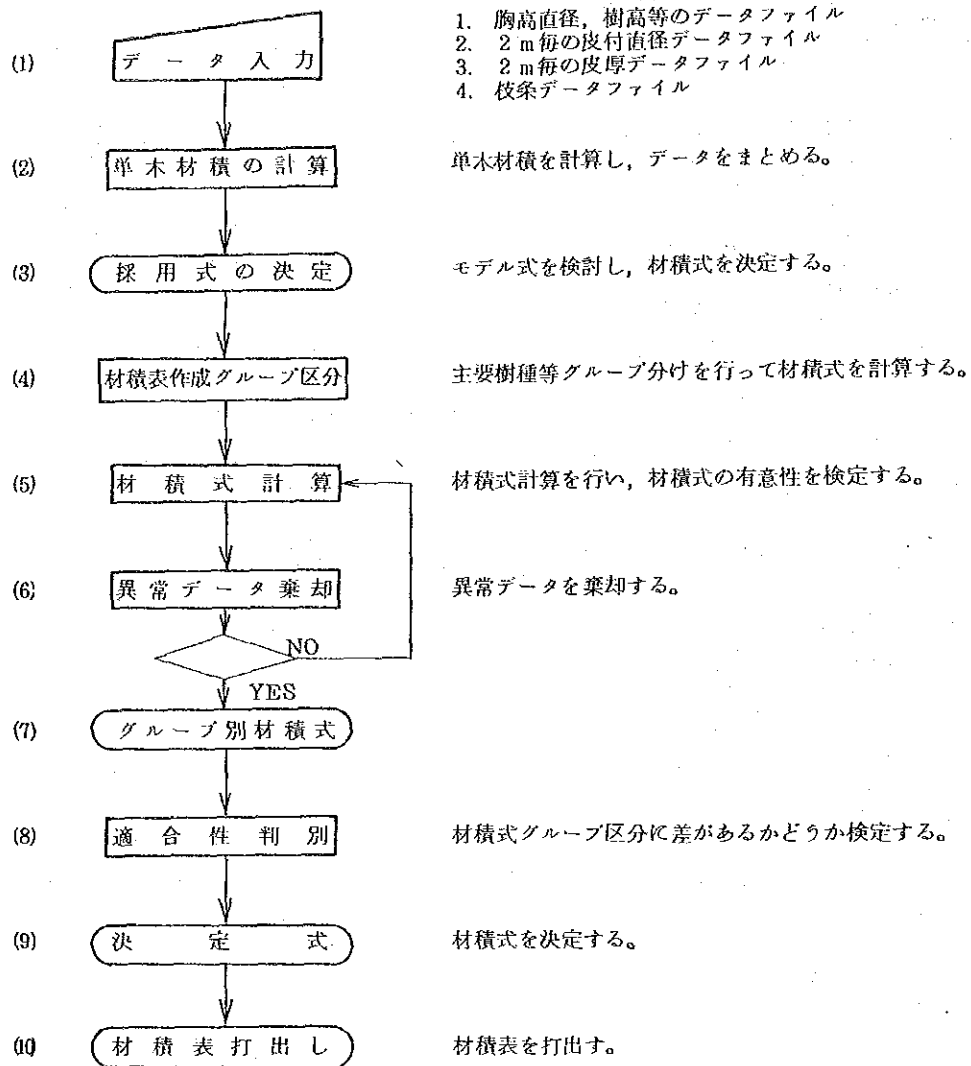 1. 胸高直径，樹高等のデータファイル
2. 2m毎の皮付直径データファイル
3. 2m毎の皮厚データファイル
4. 枝条データファイル
(1) データ入力
(2) 単木材積の計算 単木材積を計算し，データをまとめる。
(3) 採用式の決定 モデル式を検討し，材積式を決定する。
(4) 材積表作成グループ区分 主要樹種等グループ分けを行って材積式を計算する。
(5) 材積式計算 材積式計算を行い，材積式の有意性を検定する。
(6) 異常データ棄却 異常データを棄却する。
NO
YES
(7) グループ別材積式
(8) 適合性判別 材積式グループ区分に差があるかどうか検定する。
(9) 決定式 材積式を決定する。
(10) 材積表打出し 材積表を打出す。